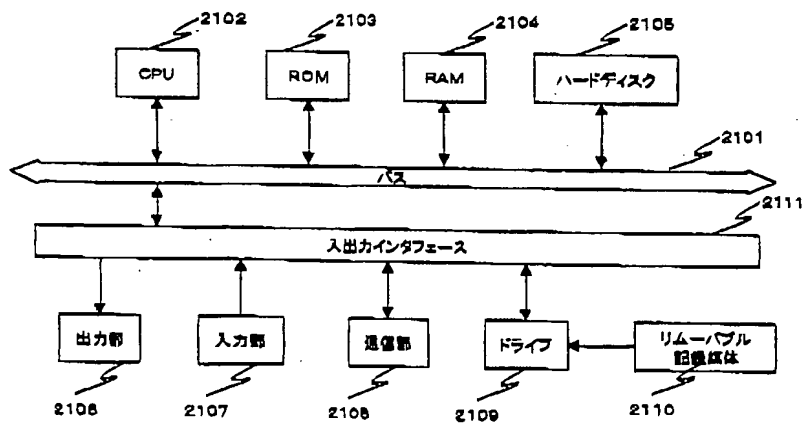 2102
2103
2104
2105
CPU
ROM
RAM
ハードディスク
2101
バス
2111
入出力インタフェース
出力部
入力部
通信部
ドライブ
リムーバブル
記録媒体
2106
2107
2108
2109
2110